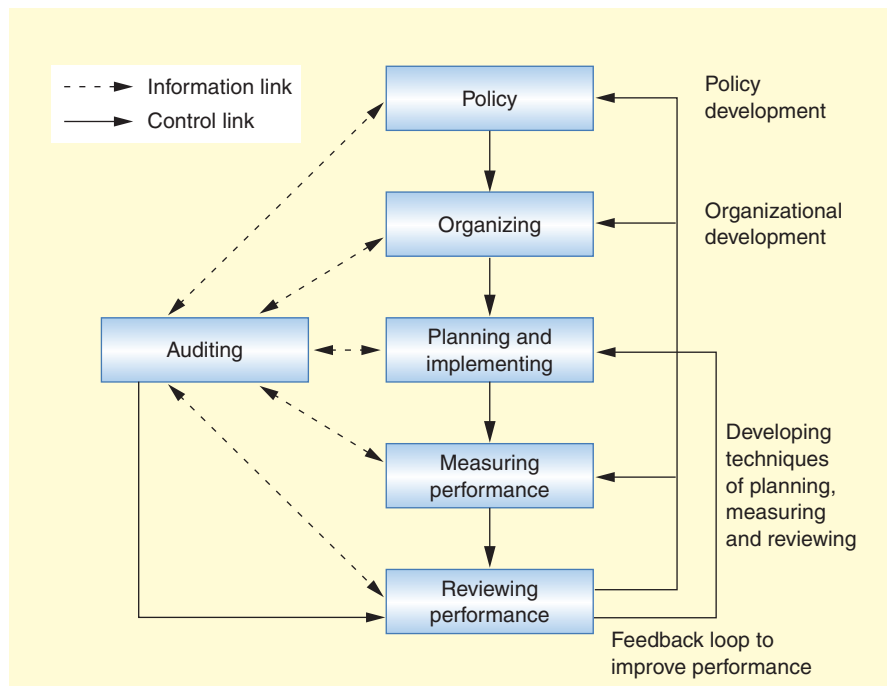 Information link
Control link
Policy
Policy
development
Organizing
Organizational
development
Auditing
Planning and
implementing
Measuring
performance
Developing
techniques
of planning,
measuring
and reviewing
Reviewing
performance
Feedback loop to
improve performance